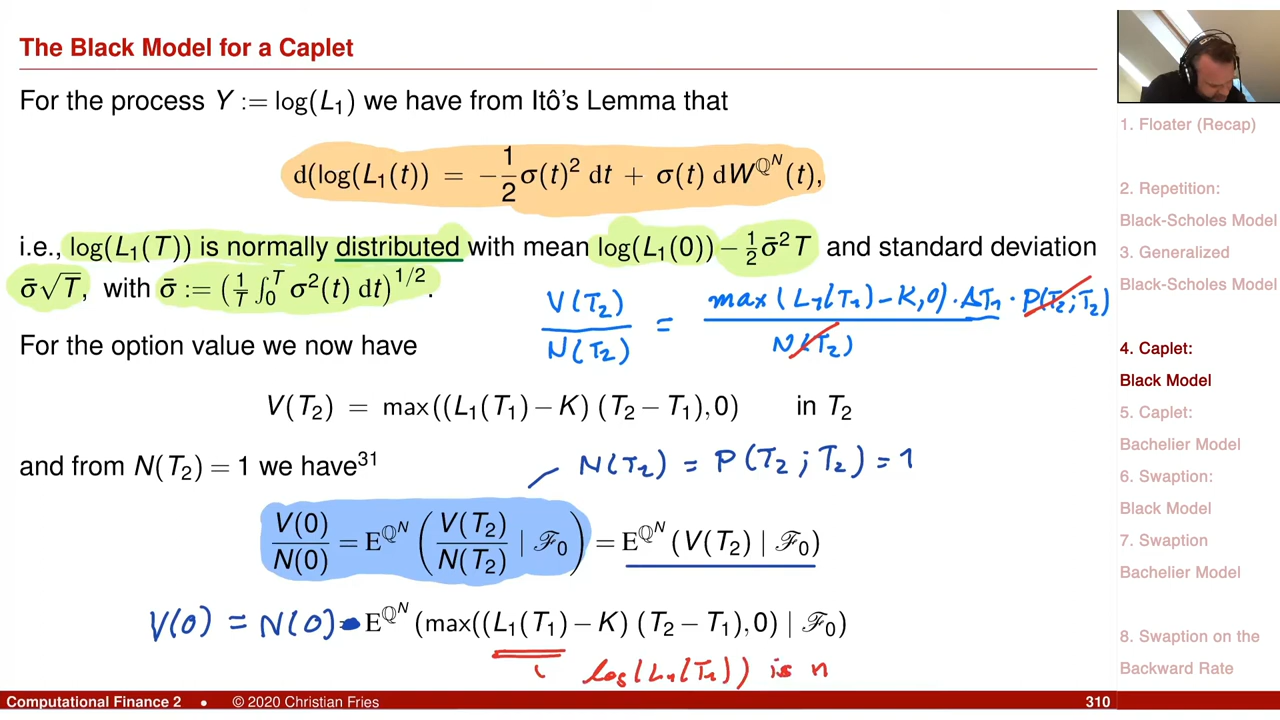 The Black Model for a Caplet
For the process Y := log(L₁) we have from Itô's Lemma that
d(log(L₁(t)) = −½σ(t)² dt + σ(t) dW^{ℚ^N}(t),
i.e., log(L₁(T)) is normally distributed with mean log(L₁(0)) − ½σ̄²T and standard deviation
σ̄√T, with σ̄ := (1/T ∫₀ᵀ σ²(t) dt)^{1/2}.
V(T₂)/N(T₂) = max(L₁(T₁)−K,0)·ΔT₁·P(T₂;T₂)/N(T₂)
For the option value we now have
V(T₂) = max((L₁(T₁)−K)(T₂−T₁),0) in T₂
and from N(T₂) = 1 we have³¹
N(T₂) = P(T₂;T₂) = 1
V(0)/N(0) = E^{ℚ^N}(V(T₂)/N(T₂) | ℱ₀) = E^{ℚ^N}(V(T₂) | ℱ₀)
V(0) = N(0)·E^{ℚ^N}(max((L₁(T₁)−K)(T₂−T₁),0) | ℱ₀)
log(L₁(T₁)) is n
1. Floater (Recap)
2. Repetition:
Black-Scholes Model
3. Generalized
Black-Scholes Model
4. Caplet:
Black Model
5. Caplet:
Bachelier Model
6. Swaption:
Black Model
7. Swaption
Bachelier Model
8. Swaption on the
Backward Rate
Computational Finance 2 • © 2020 Christian Fries 310